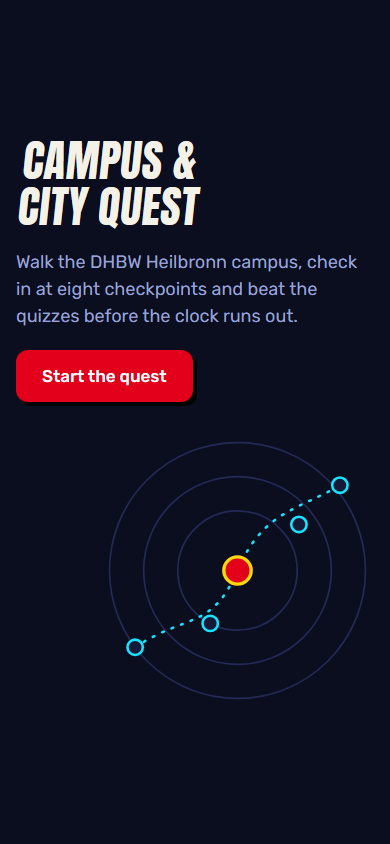 CAMPUS &
CITY QUEST
Walk the DHBW Heilbronn campus, check
in at eight checkpoints and beat the
quizzes before the clock runs out.
Start the quest